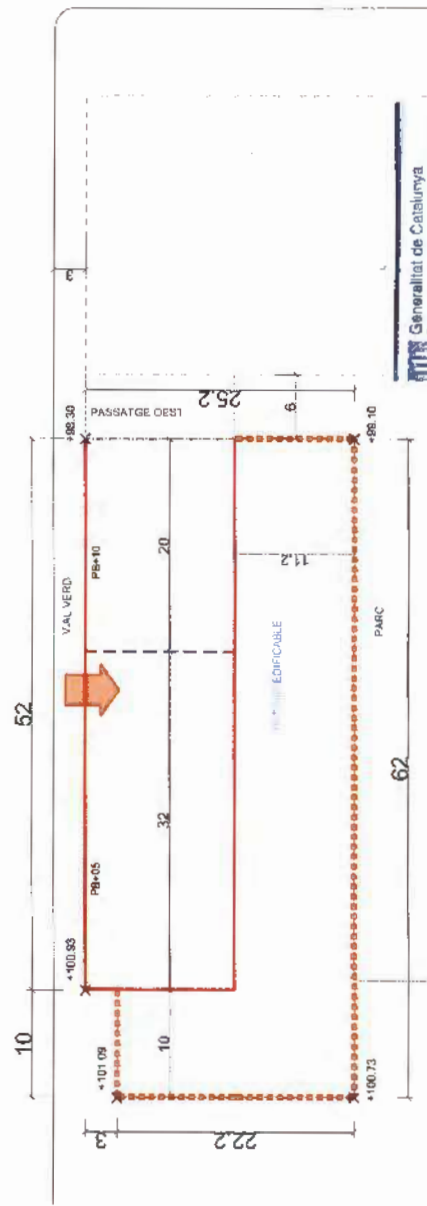 52
10
3
VIAL VERD
PASSATGE OEST
+98.30
+100.93
+101.09
PB+05
PB+10
32
20
10
25.2
6
11.2
EDIFICABLE
3
22.2
+99.10
+100.73
PARC
62
Generalitat de Catalunya